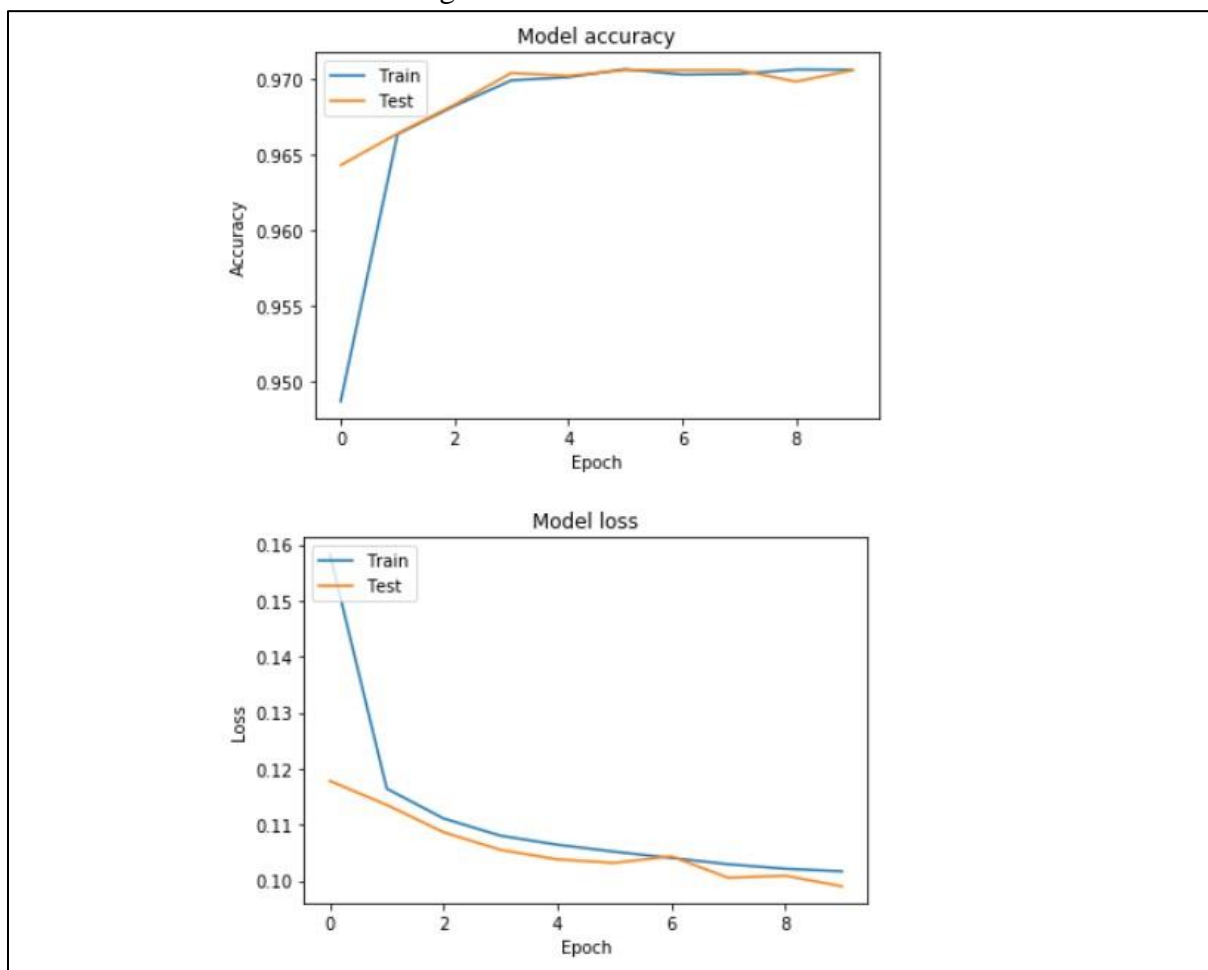 Model accuracy
Train
Test
0.970
0.965
0.960
0.955
0.950
Accuracy
0 2 4 6 8
Epoch
Model loss
Train
Test
0.16
0.15
0.14
0.13
0.12
0.11
0.10
Loss
0 2 4 6 8
Epoch